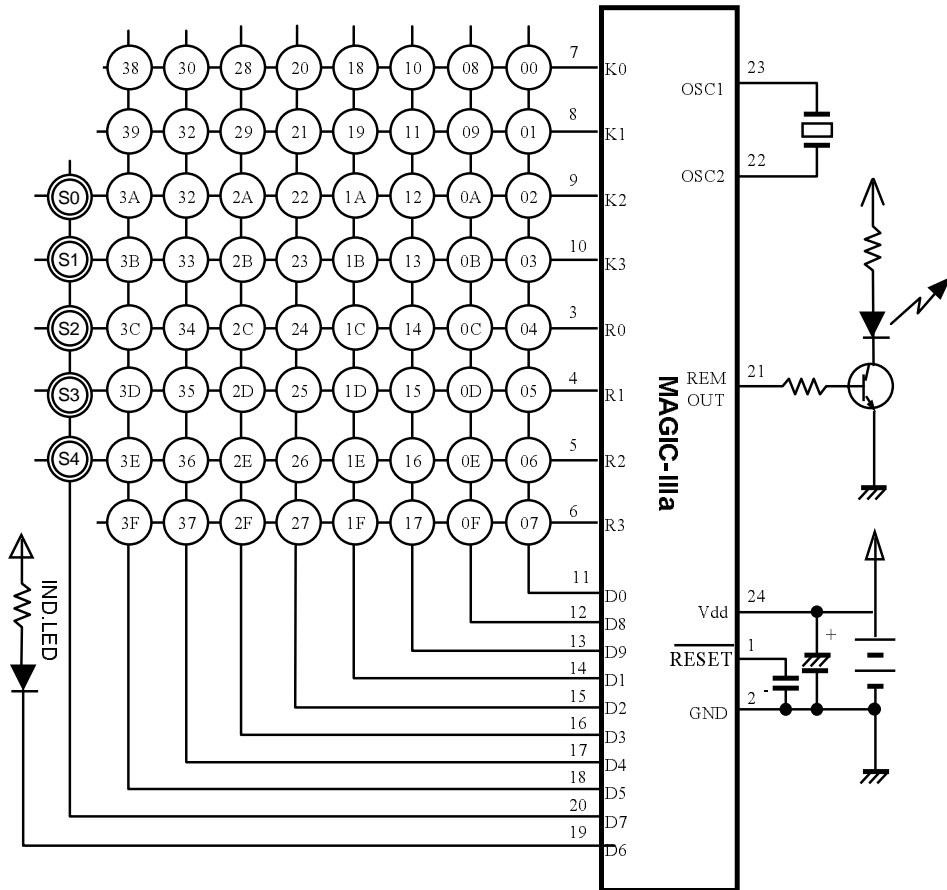 7
38 30 28 20 18 10 08 00 K0
23
OSC1
8
39 32 29 21 19 11 09 01 K1
22
OSC2
9
S0 3A 32 2A 22 1A 12 0A 02 K2
10
S1 3B 33 2B 23 1B 13 0B 03 K3
3
S2 3C 34 2C 24 1C 14 0C 04 R0
4
S3 3D 35 2D 25 1D 15 0D 05 R1
21
REM
OUT
5
S4 3E 36 2E 26 1E 16 0E 06 R2
6
3F 37 2F 27 1F 17 0F 07 R3
MAGIC-IIIa
IND.LED
11
D0
12
D8
13
D9
14
D1
15
D2
16
D3
17
D4
18
D5
20
D7
19
D6
24
Vdd
+
1
RESET
-
2
GND